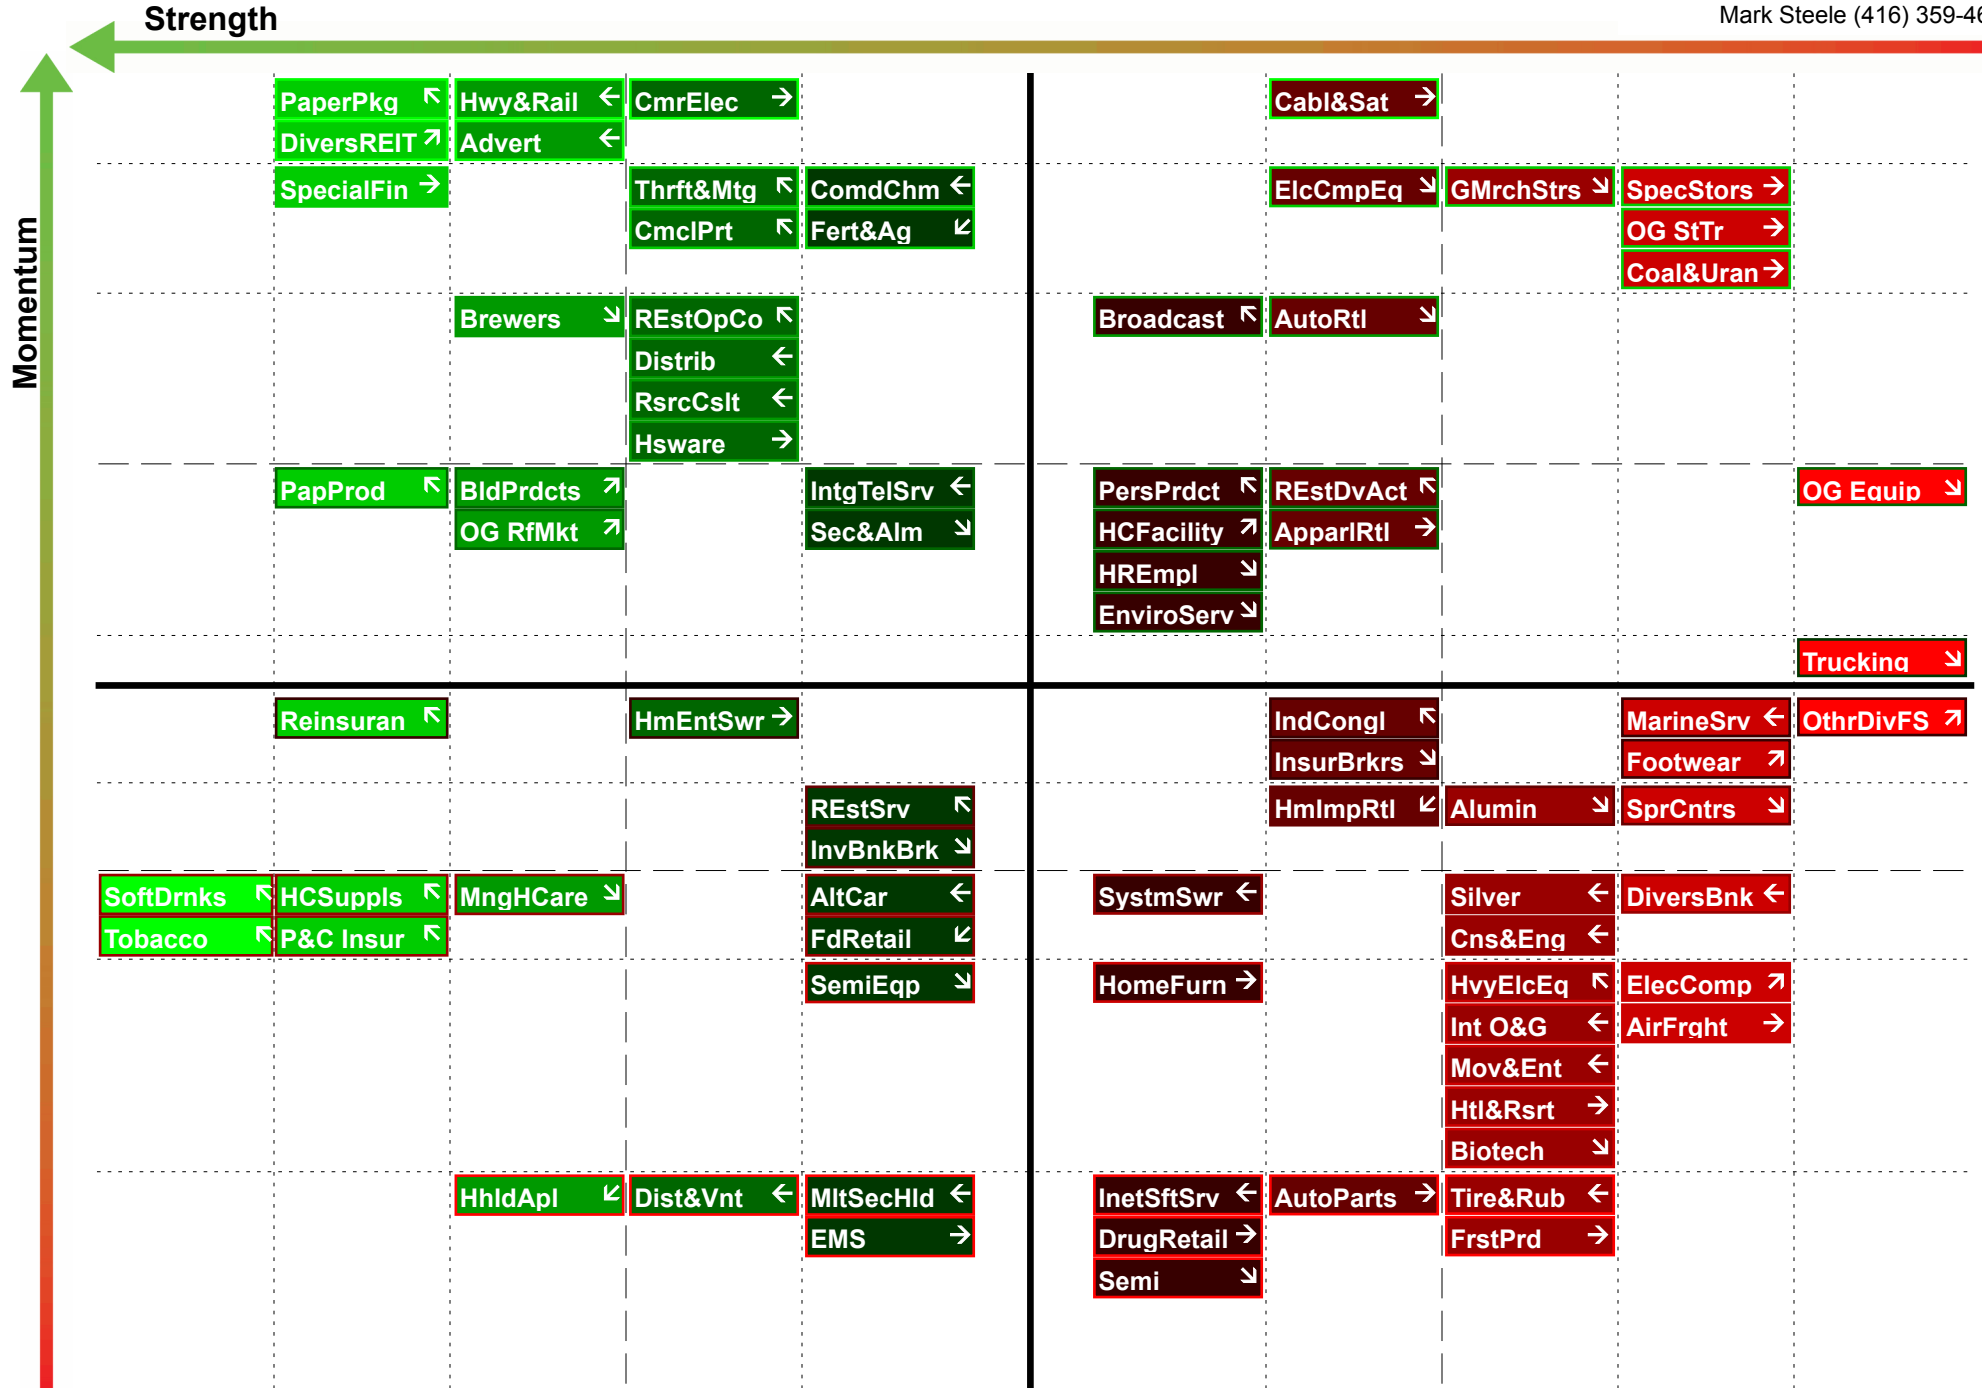 Strength
Mark Steele (416) 359-46
Momentum
PaperPkg Hwy&Rail CmrElec Cabl&Sat
DiversREIT Advert
SpecialFin Thrft&Mtg ComdChm ElcCmpEq GMrchStrs SpecStors
CmclPrt Fert&Ag OG StTr
Coal&Uran
Brewers REstOpCo Broadcast AutoRtl
Distrib
RsrcCslt
Hsware
PapProd BldPrdcts IntgTelSrv PersPrdct REstDvAct OG Equip
OG RfMkt Sec&Alm HCFacility ApparlRtl
HREmpl
EnviroServ
Trucking
Reinsuran HmEntSwr IndCongl MarineSrv OthrDivFS
InsurBrkrs Footwear
REstSrv HmImpRtl Alumin SprCntrs
InvBnkBrk
SoftDrnks HCSuppls MngHCare AltCar SystmSwr Silver DiversBnk
Tobacco P&C Insur FdRetail Cns&Eng
SemiEqp HomeFurn HvyElcEq ElecComp
Int O&G AirFrght
Mov&Ent
Htl&Rsrt
Biotech
HhldApl Dist&Vnt MltSecHld InetSftSrv AutoParts Tire&Rub
EMS DrugRetail FrstPrd
Semi